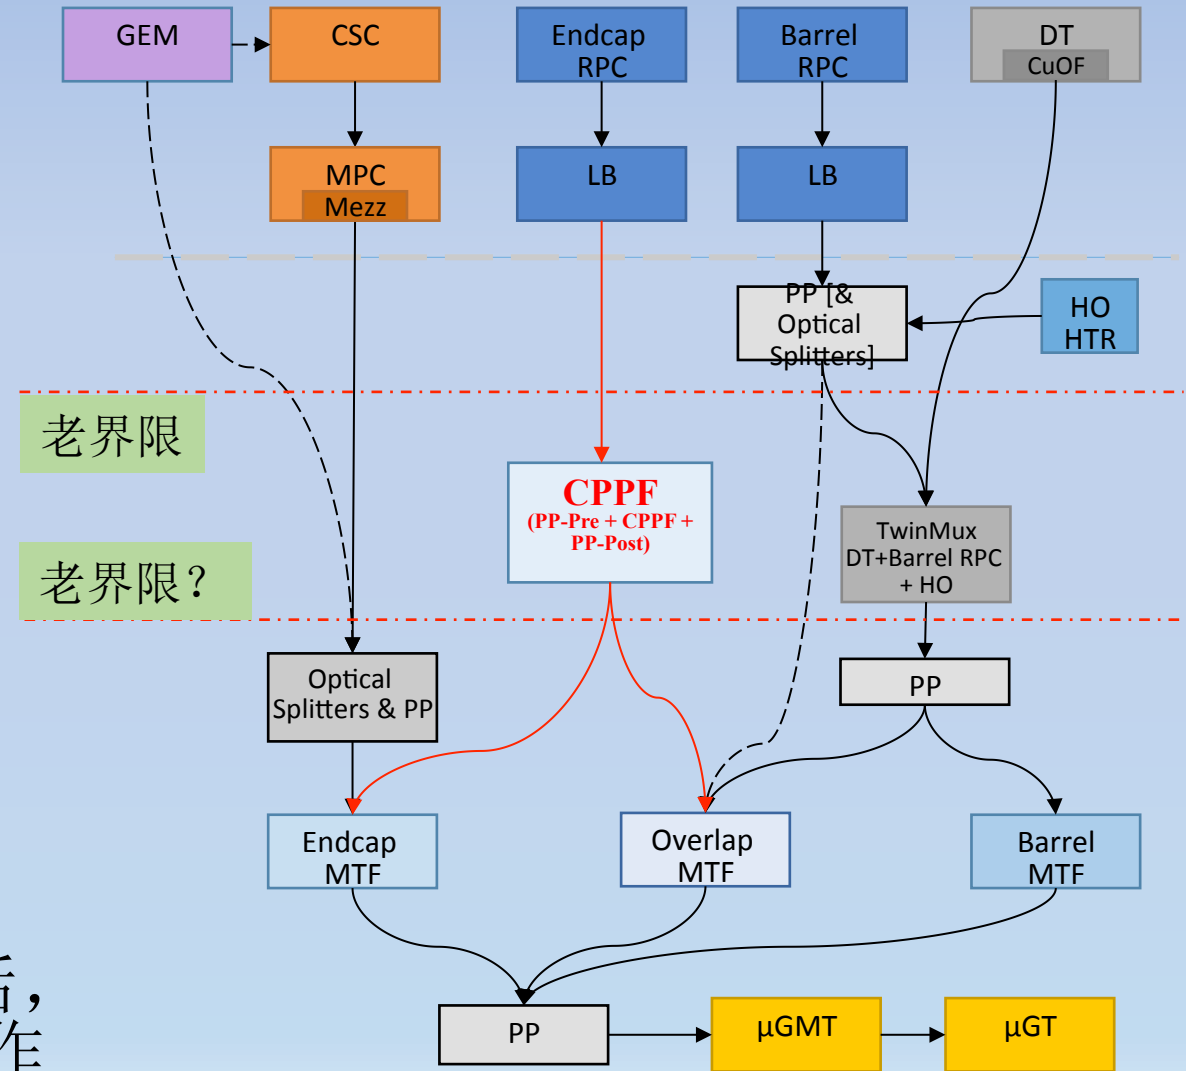 GEM
CSC
Endcap
RPC
Barrel
RPC
DT
CuOF
MPC
Mezz
LB
LB
PP [&
Optical
Splitters]
HO
HTR
老界限
CPPF
(PP-Pre + CPPF +
PP-Post)
TwinMux
DT+Barrel RPC
+ HO
老界限？
Optical
Splitters & PP
PP
Endcap
MTF
Overlap
MTF
Barrel
MTF
PP
μGMT
μGT